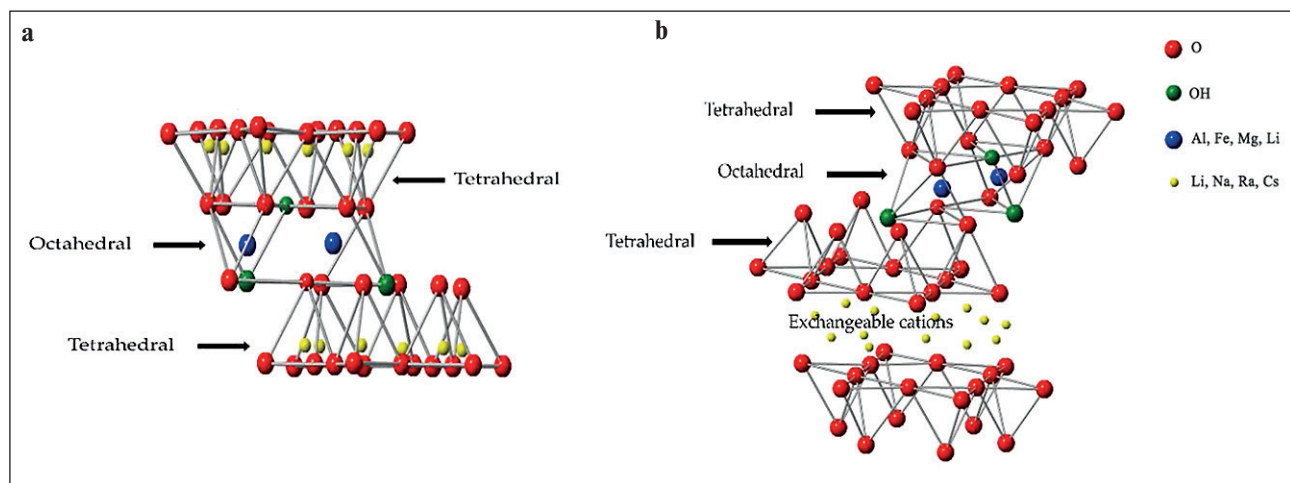 a
Tetrahedral
Octahedral
Tetrahedral
b
Tetrahedral
Octahedral
Tetrahedral
Exchangeable cations
O
OH
Al, Fe, Mg, Li
Li, Na, Ra, Cs